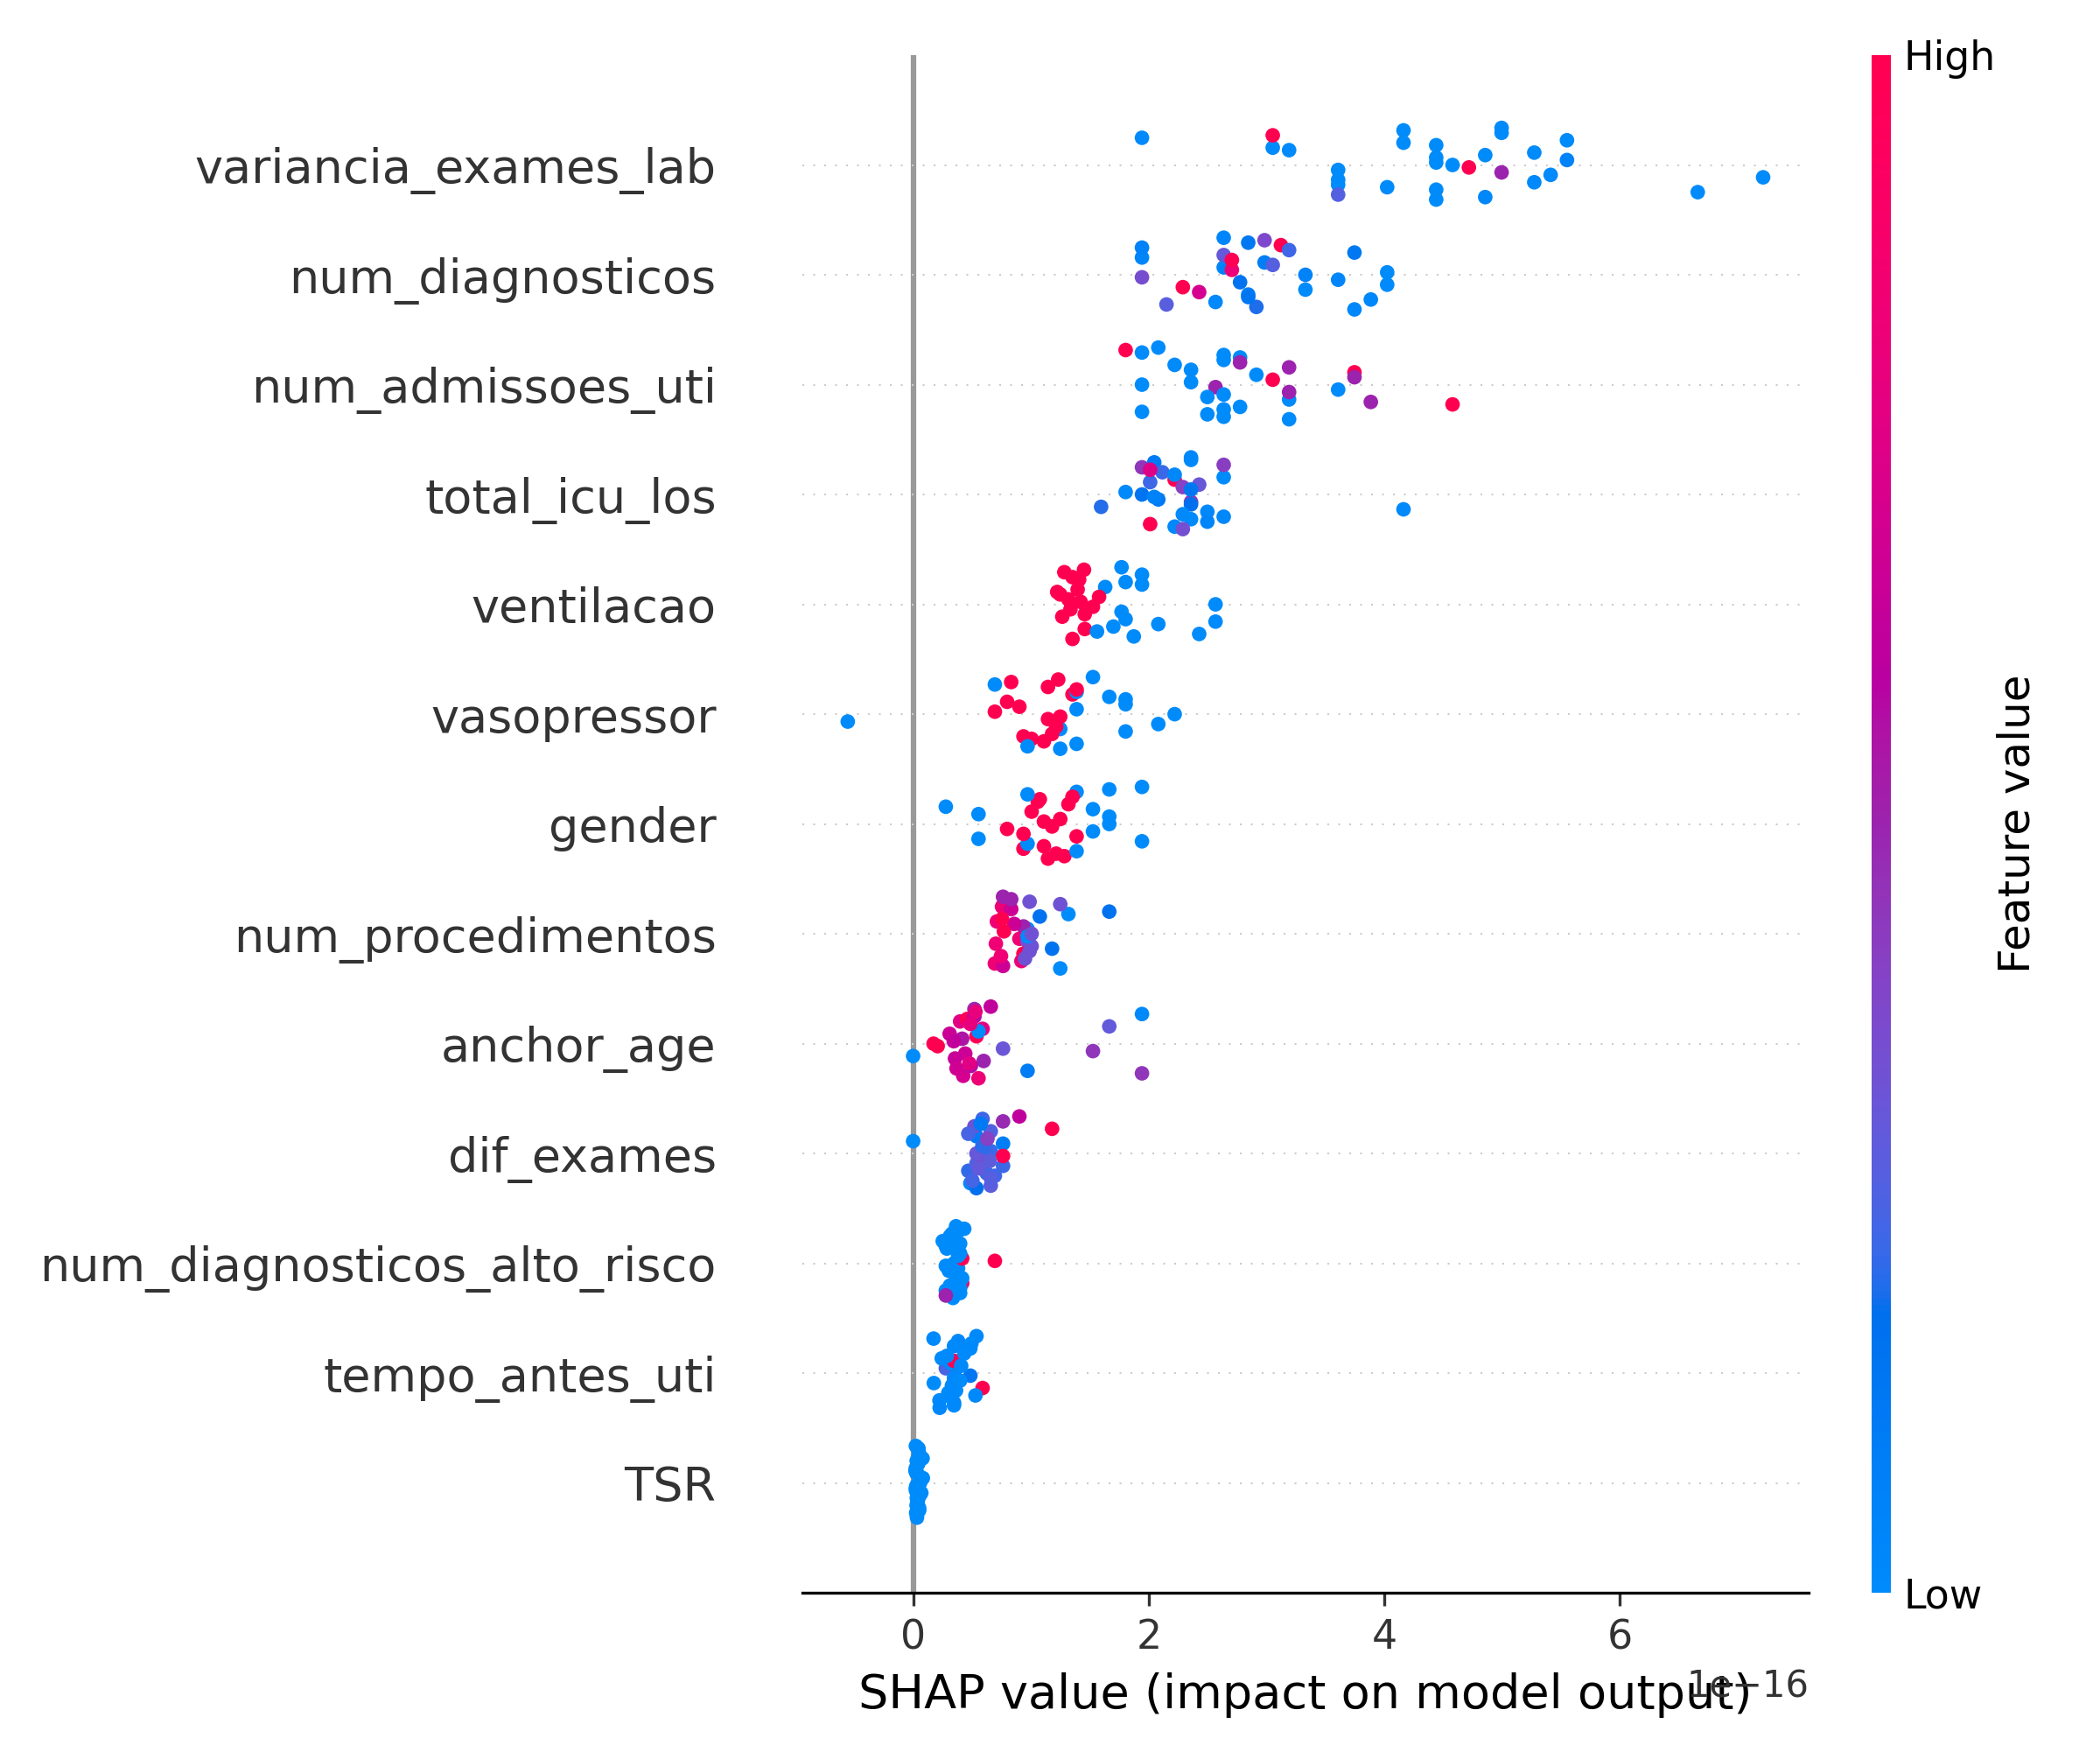 High
variancia_exames_lab
num_diagnosticos
num_admissoes_uti
total_icu_los
ventilacao
vasopressor
gender
num_procedimentos
anchor_age
dif_exames
num_diagnosticos_alto_risco
tempo_antes_uti
TSR
Feature value
Low
0 2 4 6
SHAP value (impact on model output)
1e−16